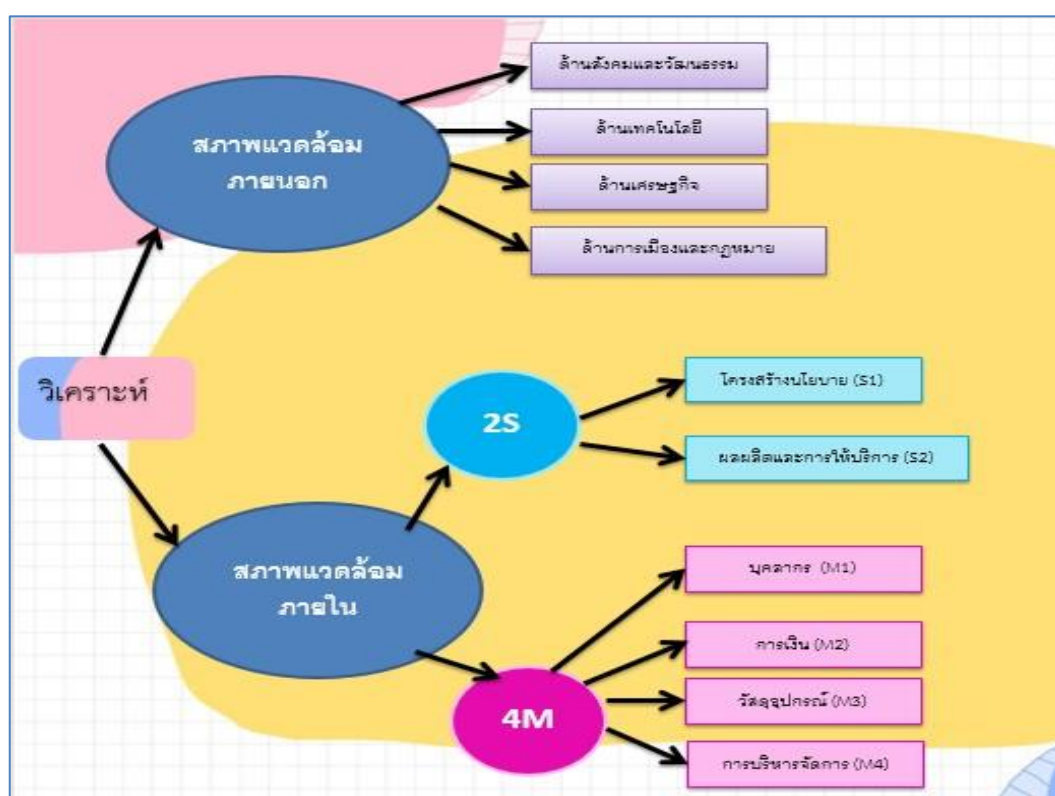 ด้านสังคมและวัฒนธรรม
สภาพแวดล้อม
ภายนอก
ด้านเทคโนโลยี
ด้านเศรษฐกิจ
ด้านการเมืองและกฎหมาย
วิเคราะห์
2S
โครงสร้างนโยบาย (S1)
ผลผลิตและการให้บริการ (S2)
สภาพแวดล้อม
ภายใน
4M
บุคลากร (M1)
การเงิน (M2)
วัสดุอุปกรณ์ (M3)
การบริหารจัดการ (M4)